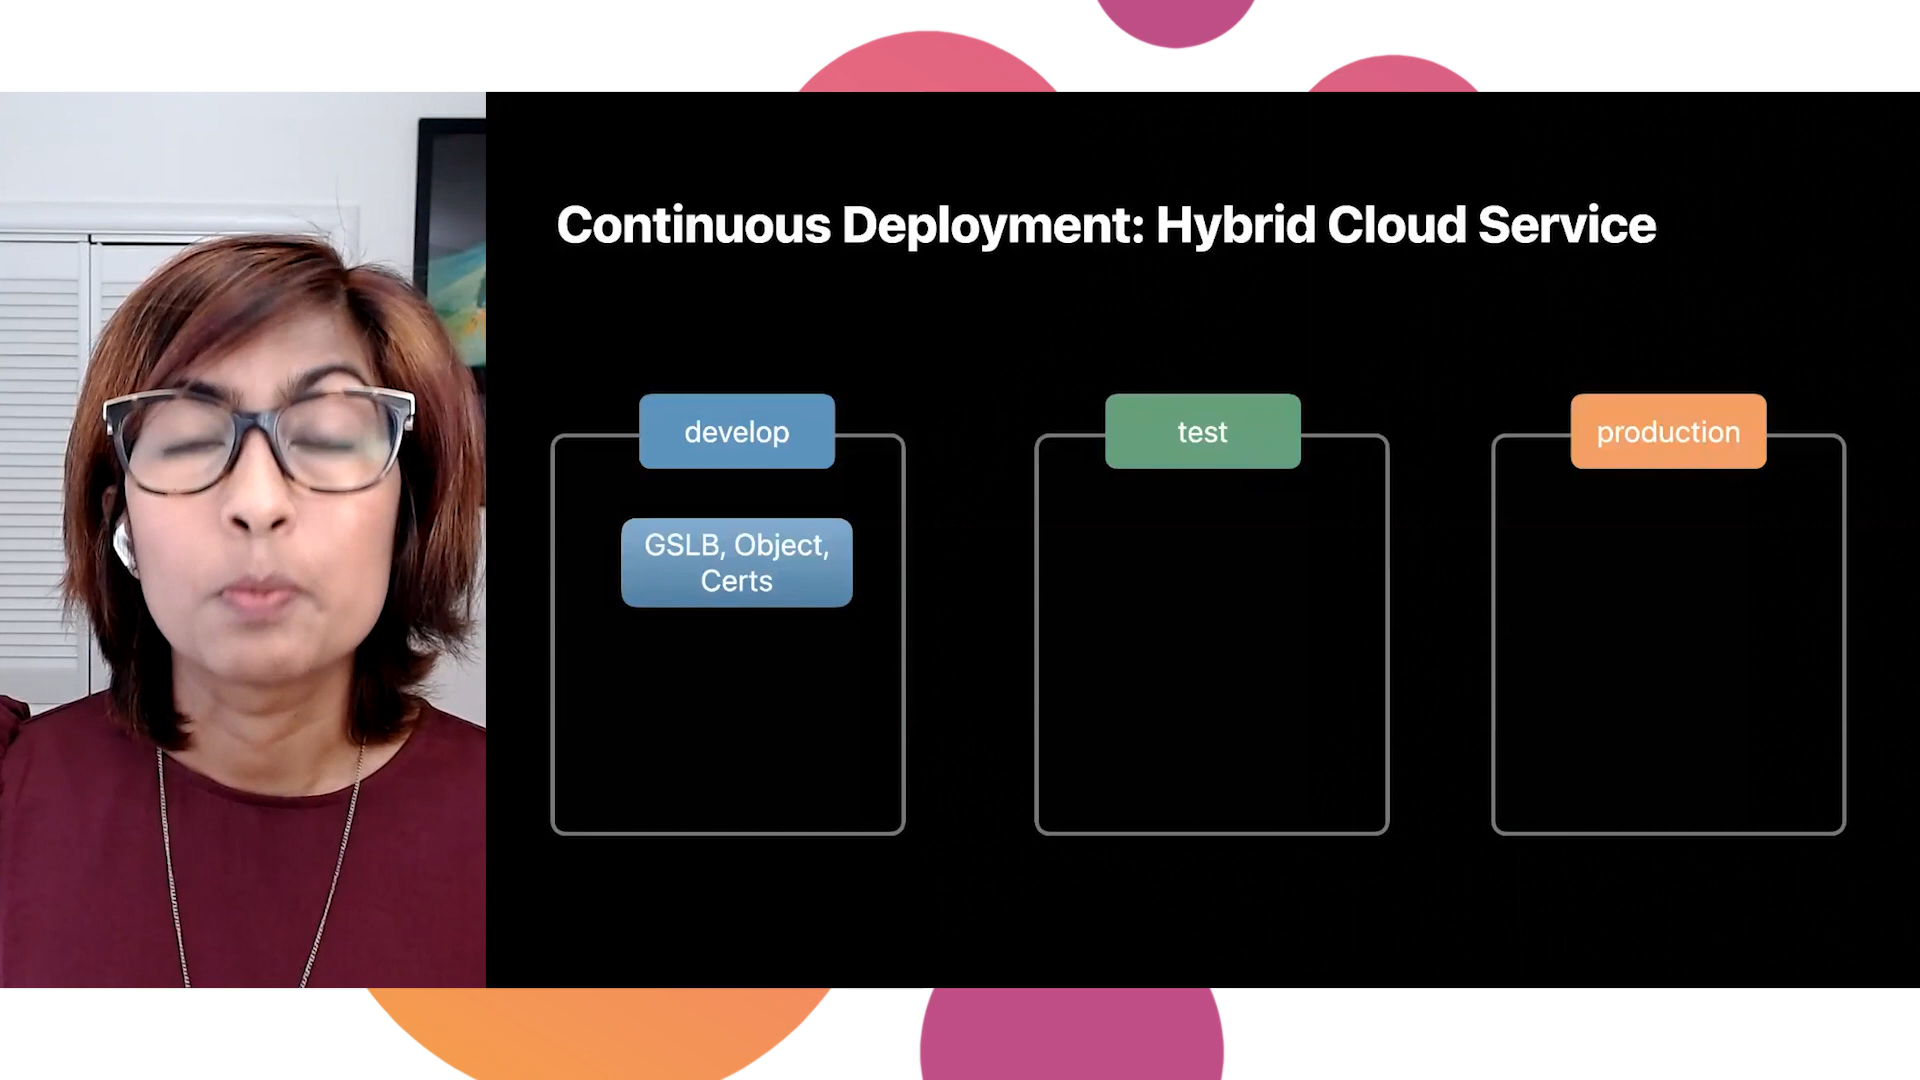 Continuous Deployment: Hybrid Cloud Service
develop
test
production
GSLB, Object,
Certs